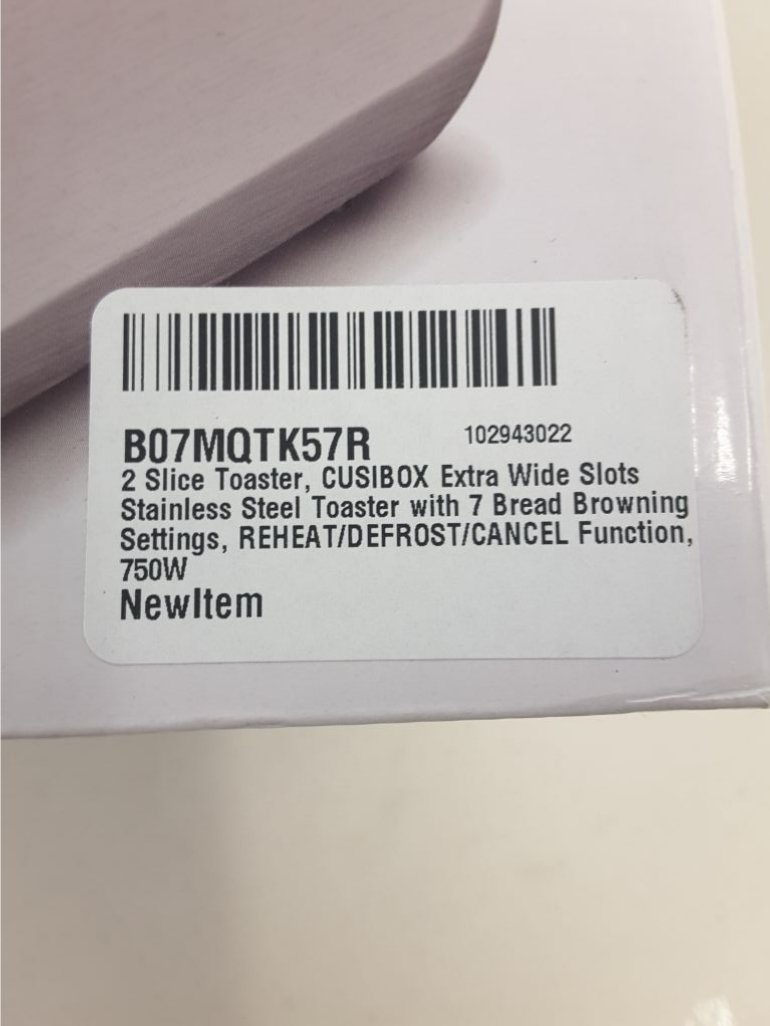 B07MQTK57R 102943022
2 Slice Toaster, CUSIBOX Extra Wide Slots
Stainless Steel Toaster with 7 Bread Browning
Settings, REHEAT/DEFROST/CANCEL Function,
750W
NewItem